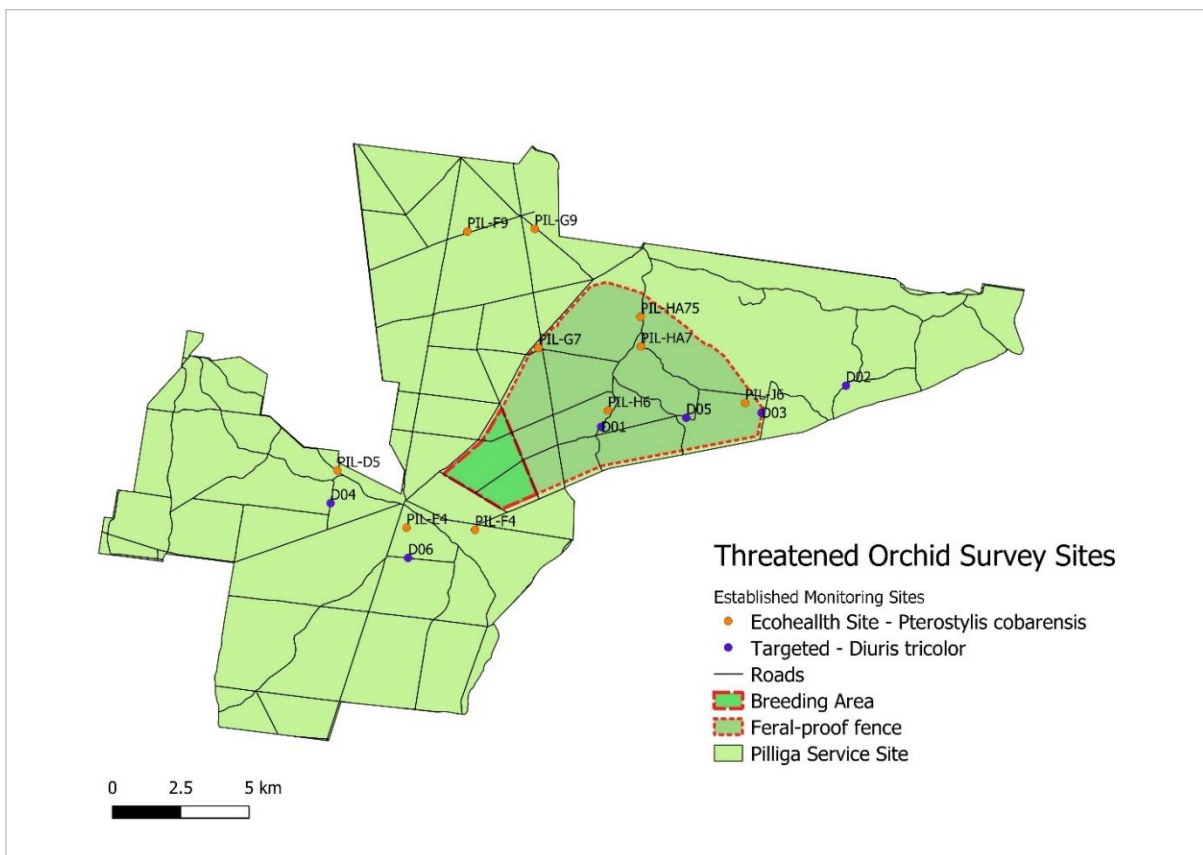 PIL-F9
PIL-G9
PIL-HA75
PIL-G7
PIL-HA7
D02
PIL-J6
D03
PIL-H6
D05
D01
PIL-D5
D04
PIL-E4
PIL-F4
D06
Threatened Orchid Survey Sites
Established Monitoring Sites
Ecoheallth Site - Pterostylis cobarensis
Targeted - Diuris tricolor
Roads
Breeding Area
Feral-proof fence
Pilliga Service Site
0 2.5 5 km